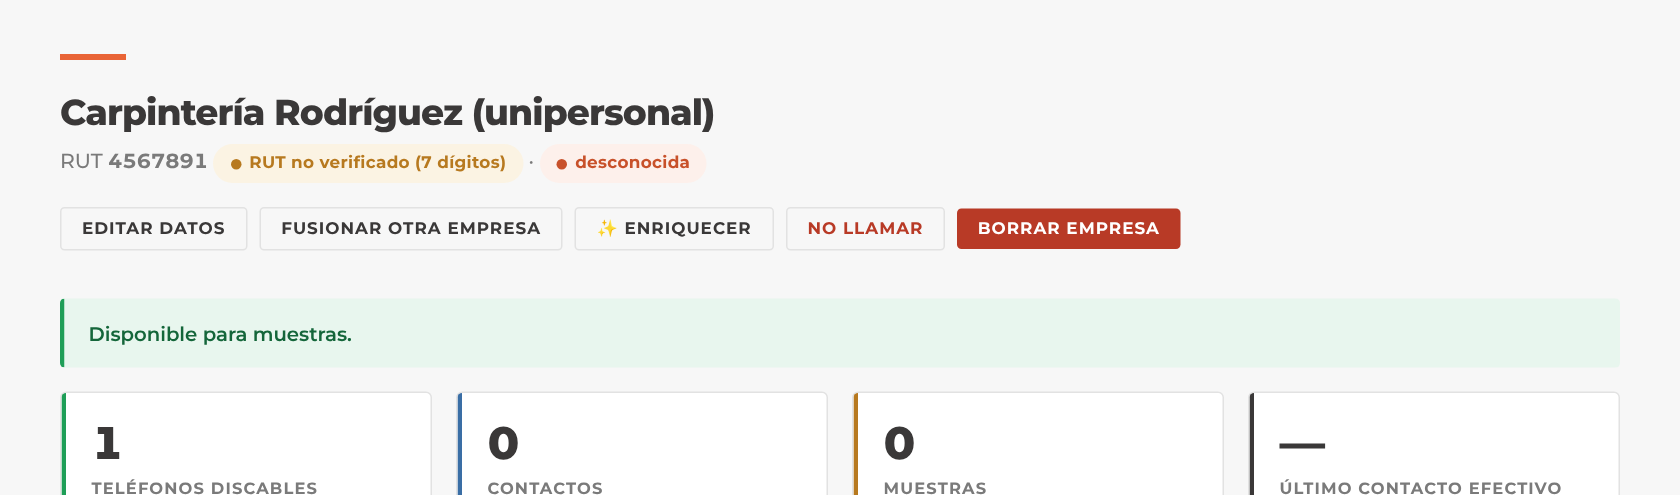 Carpintería Rodríguez (unipersonal)
RUT 4567891 ● RUT no verificado (7 dígitos) · ● desconocida
EDITAR DATOS FUSIONAR OTRA EMPRESA ✨ ENRIQUECER NO LLAMAR BORRAR EMPRESA
Disponible para muestras.
1 0 0 —
TELÉFONOS DISCABLES CONTACTOS MUESTRAS ÚLTIMO CONTACTO EFECTIVO